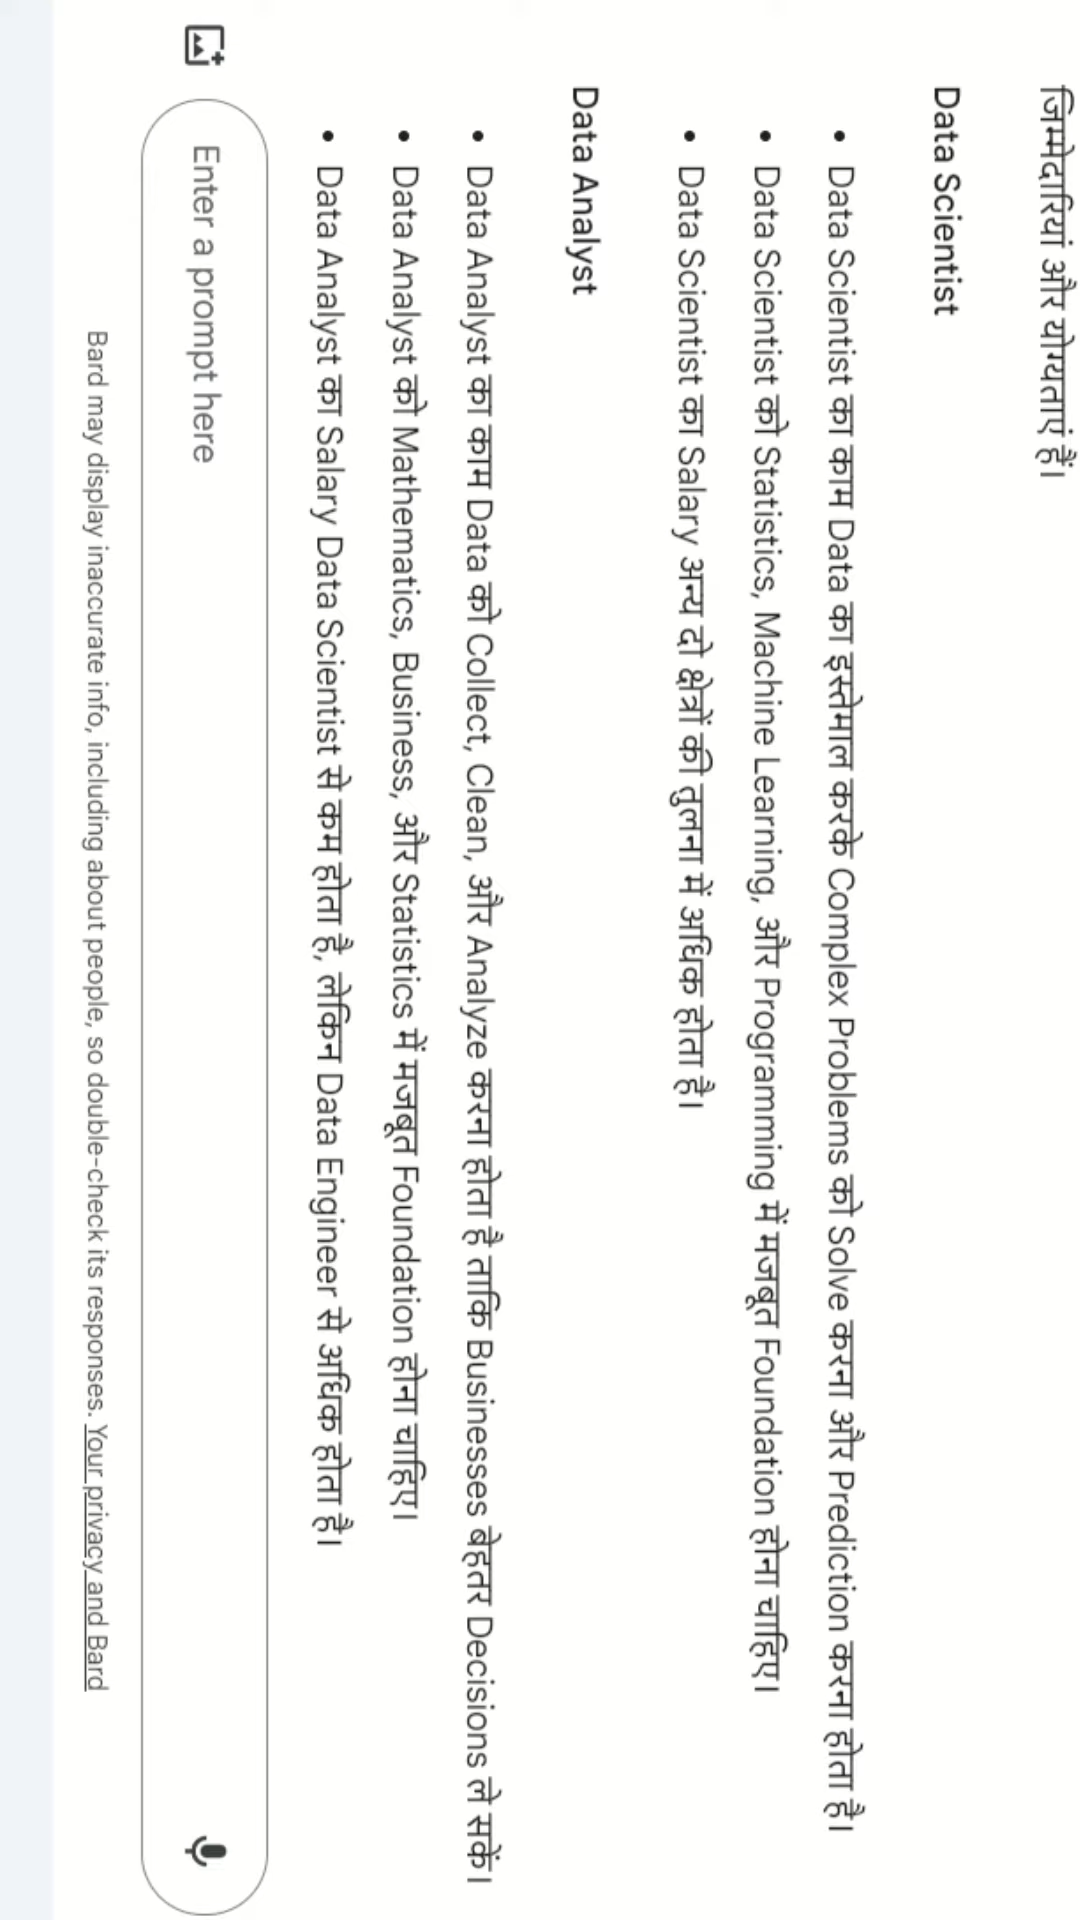 जिम्मेदारियां और योग्यताएं हैं।
Data Scientist
• Data Scientist का काम Data का इस्तेमाल करके Complex Problems को Solve करना और Prediction करना होता है।
• Data Scientist को Statistics, Machine Learning, और Programming में मजबूत Foundation होना चाहिए।
• Data Scientist का Salary अन्य दो क्षेत्रों की तुलना में अधिक होता है।
Data Analyst
• Data Analyst का काम Data को Collect, Clean, और Analyze करना होता है ताकि Businesses बेहतर Decisions ले सकें।
• Data Analyst को Mathematics, Business, और Statistics में मजबूत Foundation होना चाहिए।
• Data Analyst का Salary Data Scientist से कम होता है, लेकिन Data Engineer से अधिक होता है।
Enter a prompt here
Bard may display inaccurate info, including about people, so double-check its responses. Your privacy and Bard